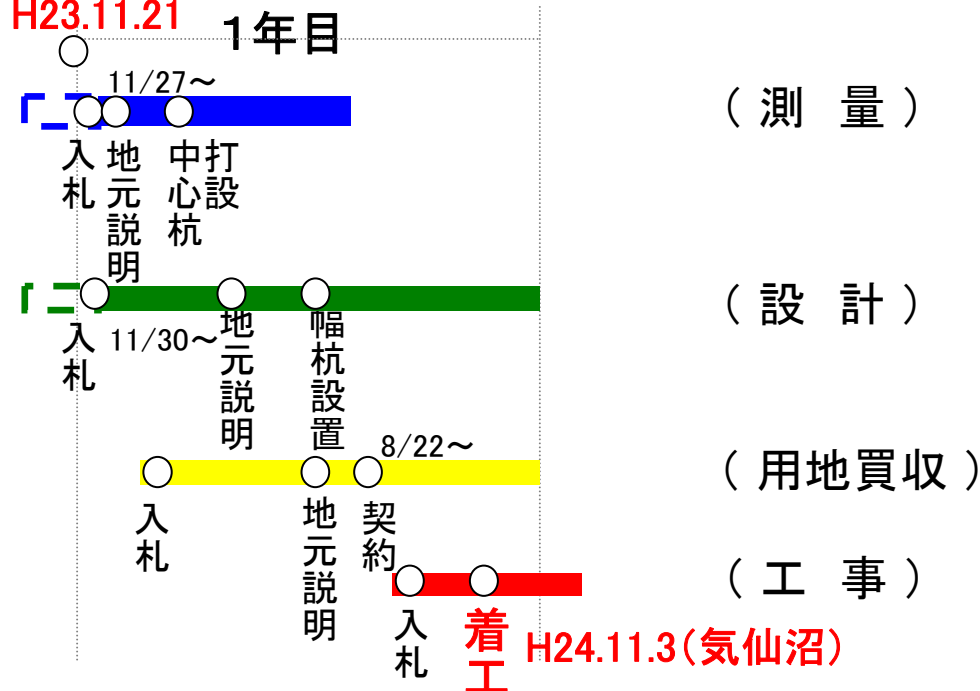 H23.11.21
1年目
11/27～
(測 量)
入札
地元説明
中心杭
打設
(設 計)
入札
11/30～
地元説明
幅杭設置
8/22～
(用地買収)
入札
地元説明
契約
(工 事)
入札
着工
H24.11.3(気仙沼)